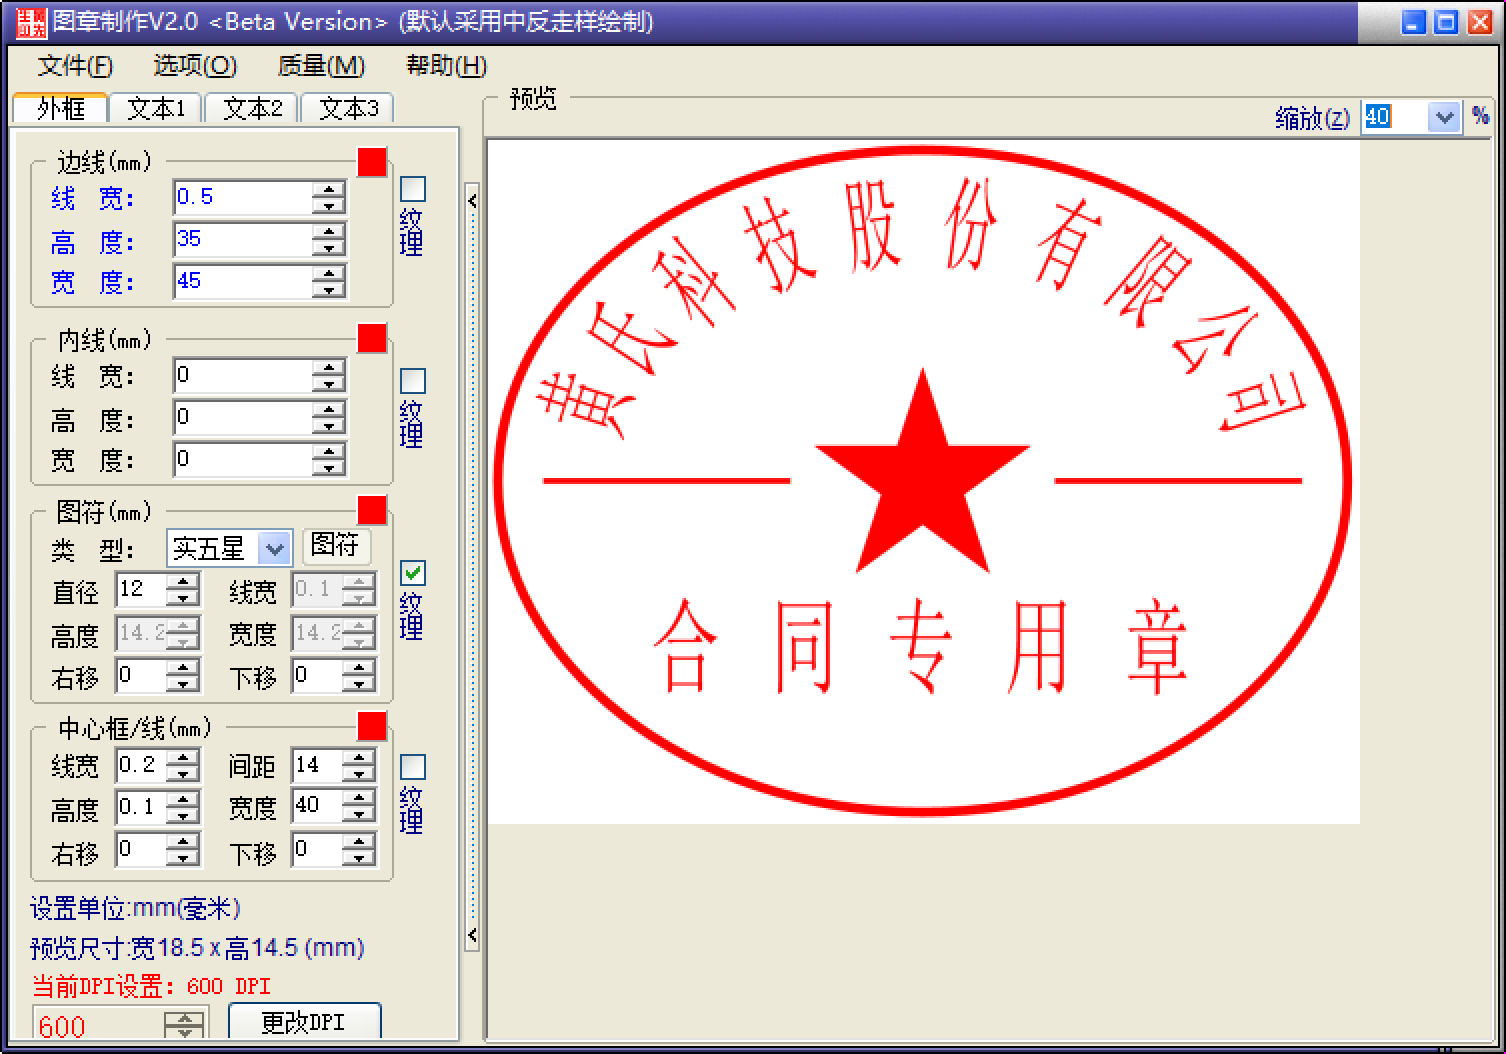 图章制作V2.0 <Beta Version> (默认采用中反走样绘制)
文件(F) 选项(O) 质量(M) 帮助(H)
外框 文本1 文本2 文本3
边线(mm)
线 宽: 0.5
高 度: 35
宽 度: 45
纹理
内线(mm)
线 宽: 0
高 度: 0
宽 度: 0
纹理
图符(mm)
类 型: 实五星 图符
直径 12 线宽 0.1
高度 14.2 宽度 14.2
右移 0 下移 0
纹理
中心框/线(mm)
线宽 0.2 间距 14
高度 0.1 宽度 40
右移 0 下移 0
纹理
设置单位:mm(毫米)
预览尺寸:宽18.5 x 高14.5 (mm)
当前DPI设置: 600 DPI
600 更改DPI
预览
缩放(Z) 40 %
黄氏科技股份有限公司
合同专用章